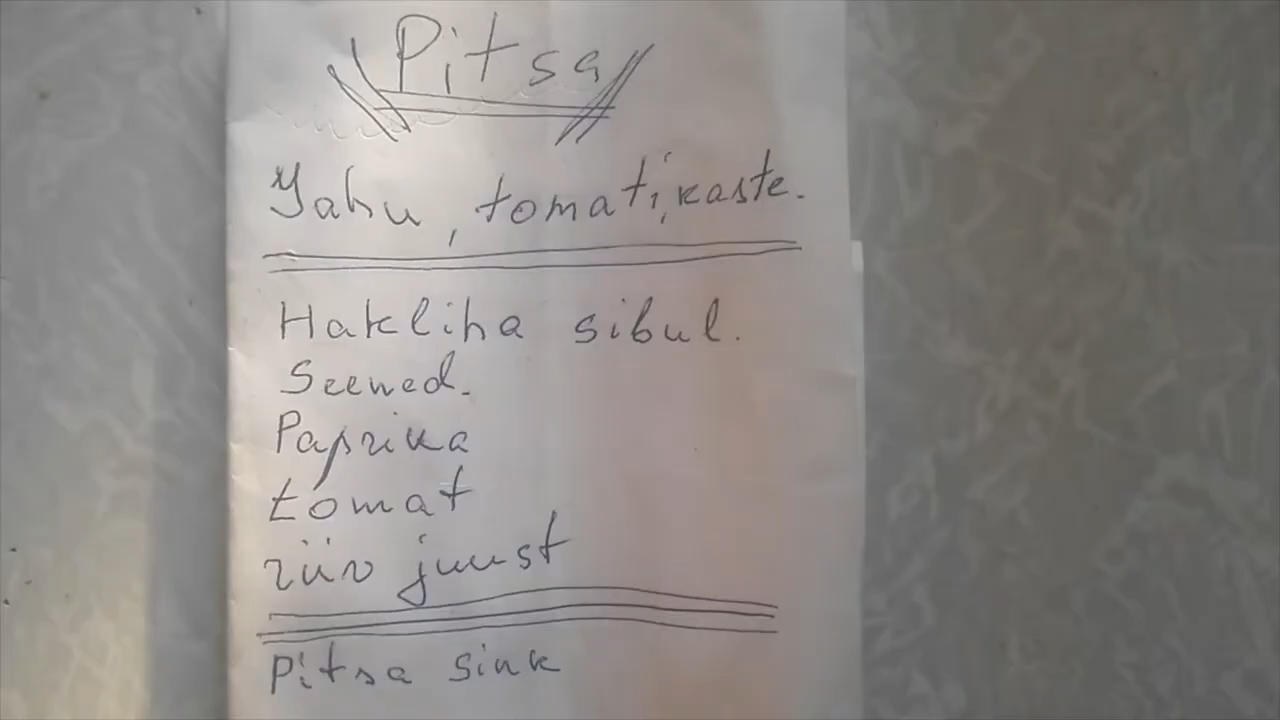 Pitsa
Jahu, tomati, kaste.
Hakliha sibul.
Seened.
Paprika
tomat
riiv juust
Pitsa sink